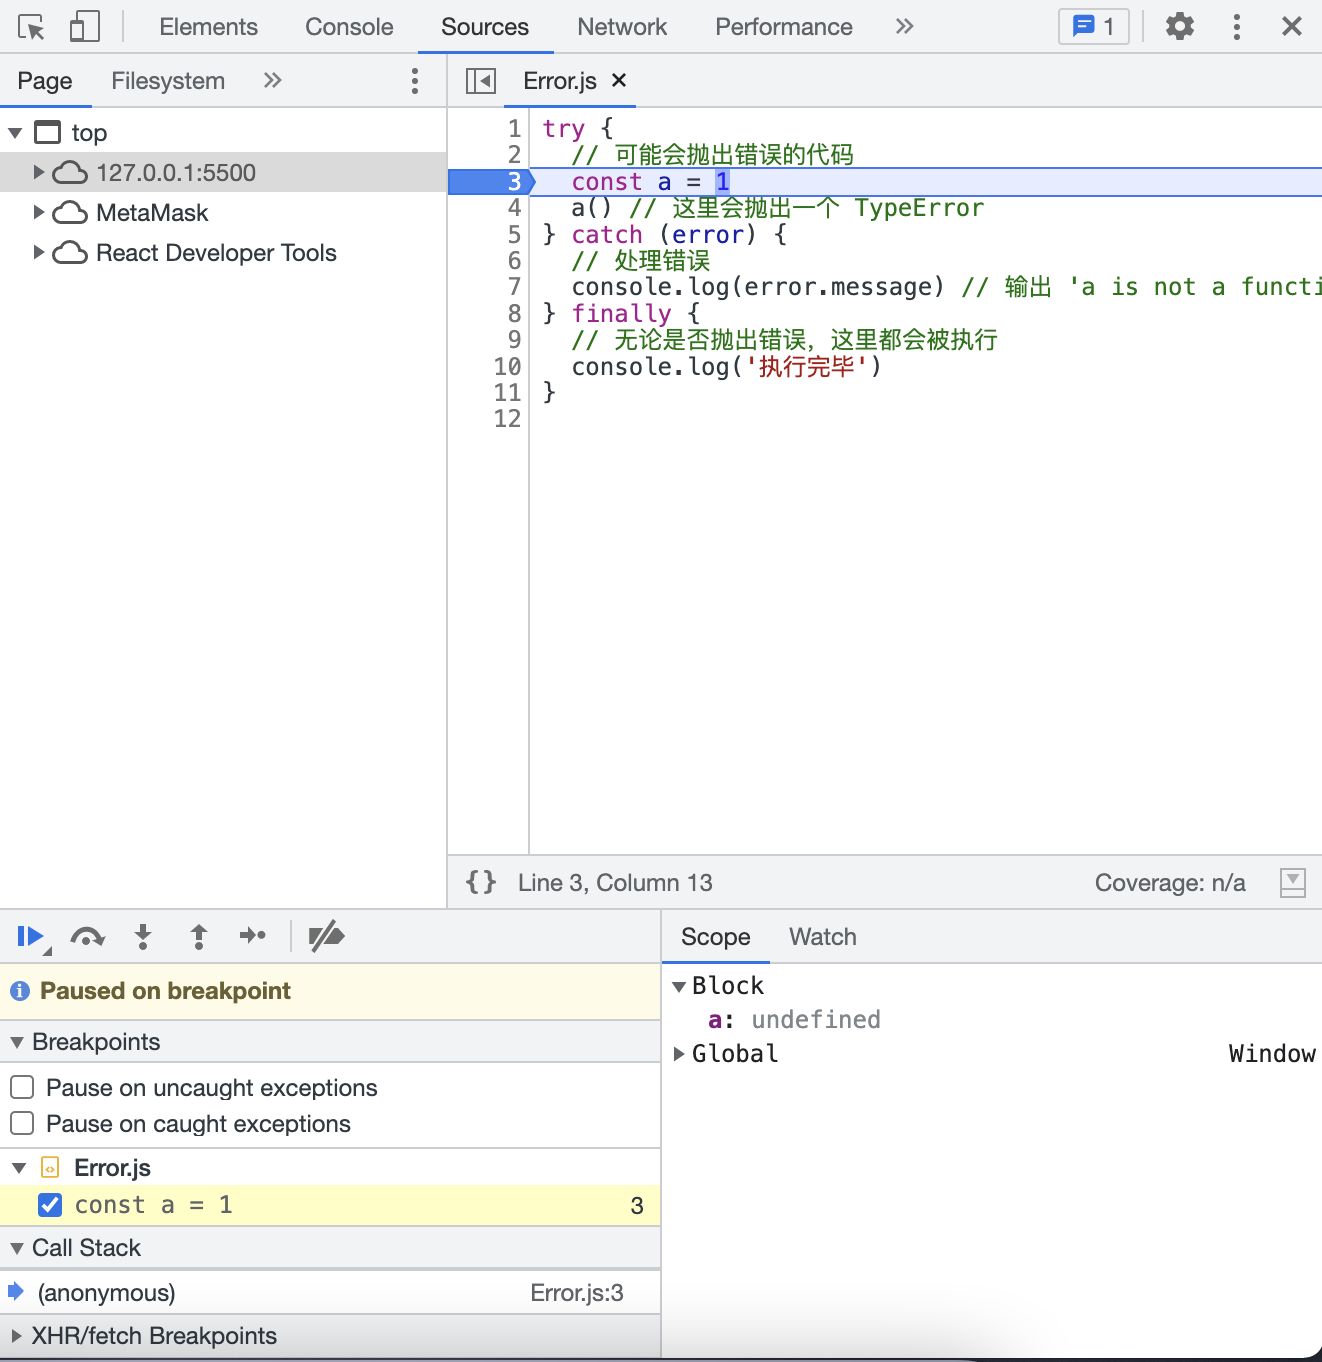 Elements Console Sources Network Performance 1
Page Filesystem
Error.js
top
127.0.0.1:5500
MetaMask
React Developer Tools
1 try {
2 // 可能会抛出错误的代码
3 const a = 1
4 a() // 这里会抛出一个 TypeError
5 } catch (error) {
6 // 处理错误
7 console.log(error.message) // 输出 'a is not a functi
8 } finally {
9 // 无论是否抛出错误，这里都会被执行
10 console.log('执行完毕')
11 }
12
{} Line 3, Column 13 Coverage: n/a
Paused on breakpoint
Breakpoints
Pause on uncaught exceptions
Pause on caught exceptions
Error.js
const a = 1 3
Call Stack
(anonymous) Error.js:3
XHR/fetch Breakpoints
Scope Watch
Block
a: undefined
Global Window